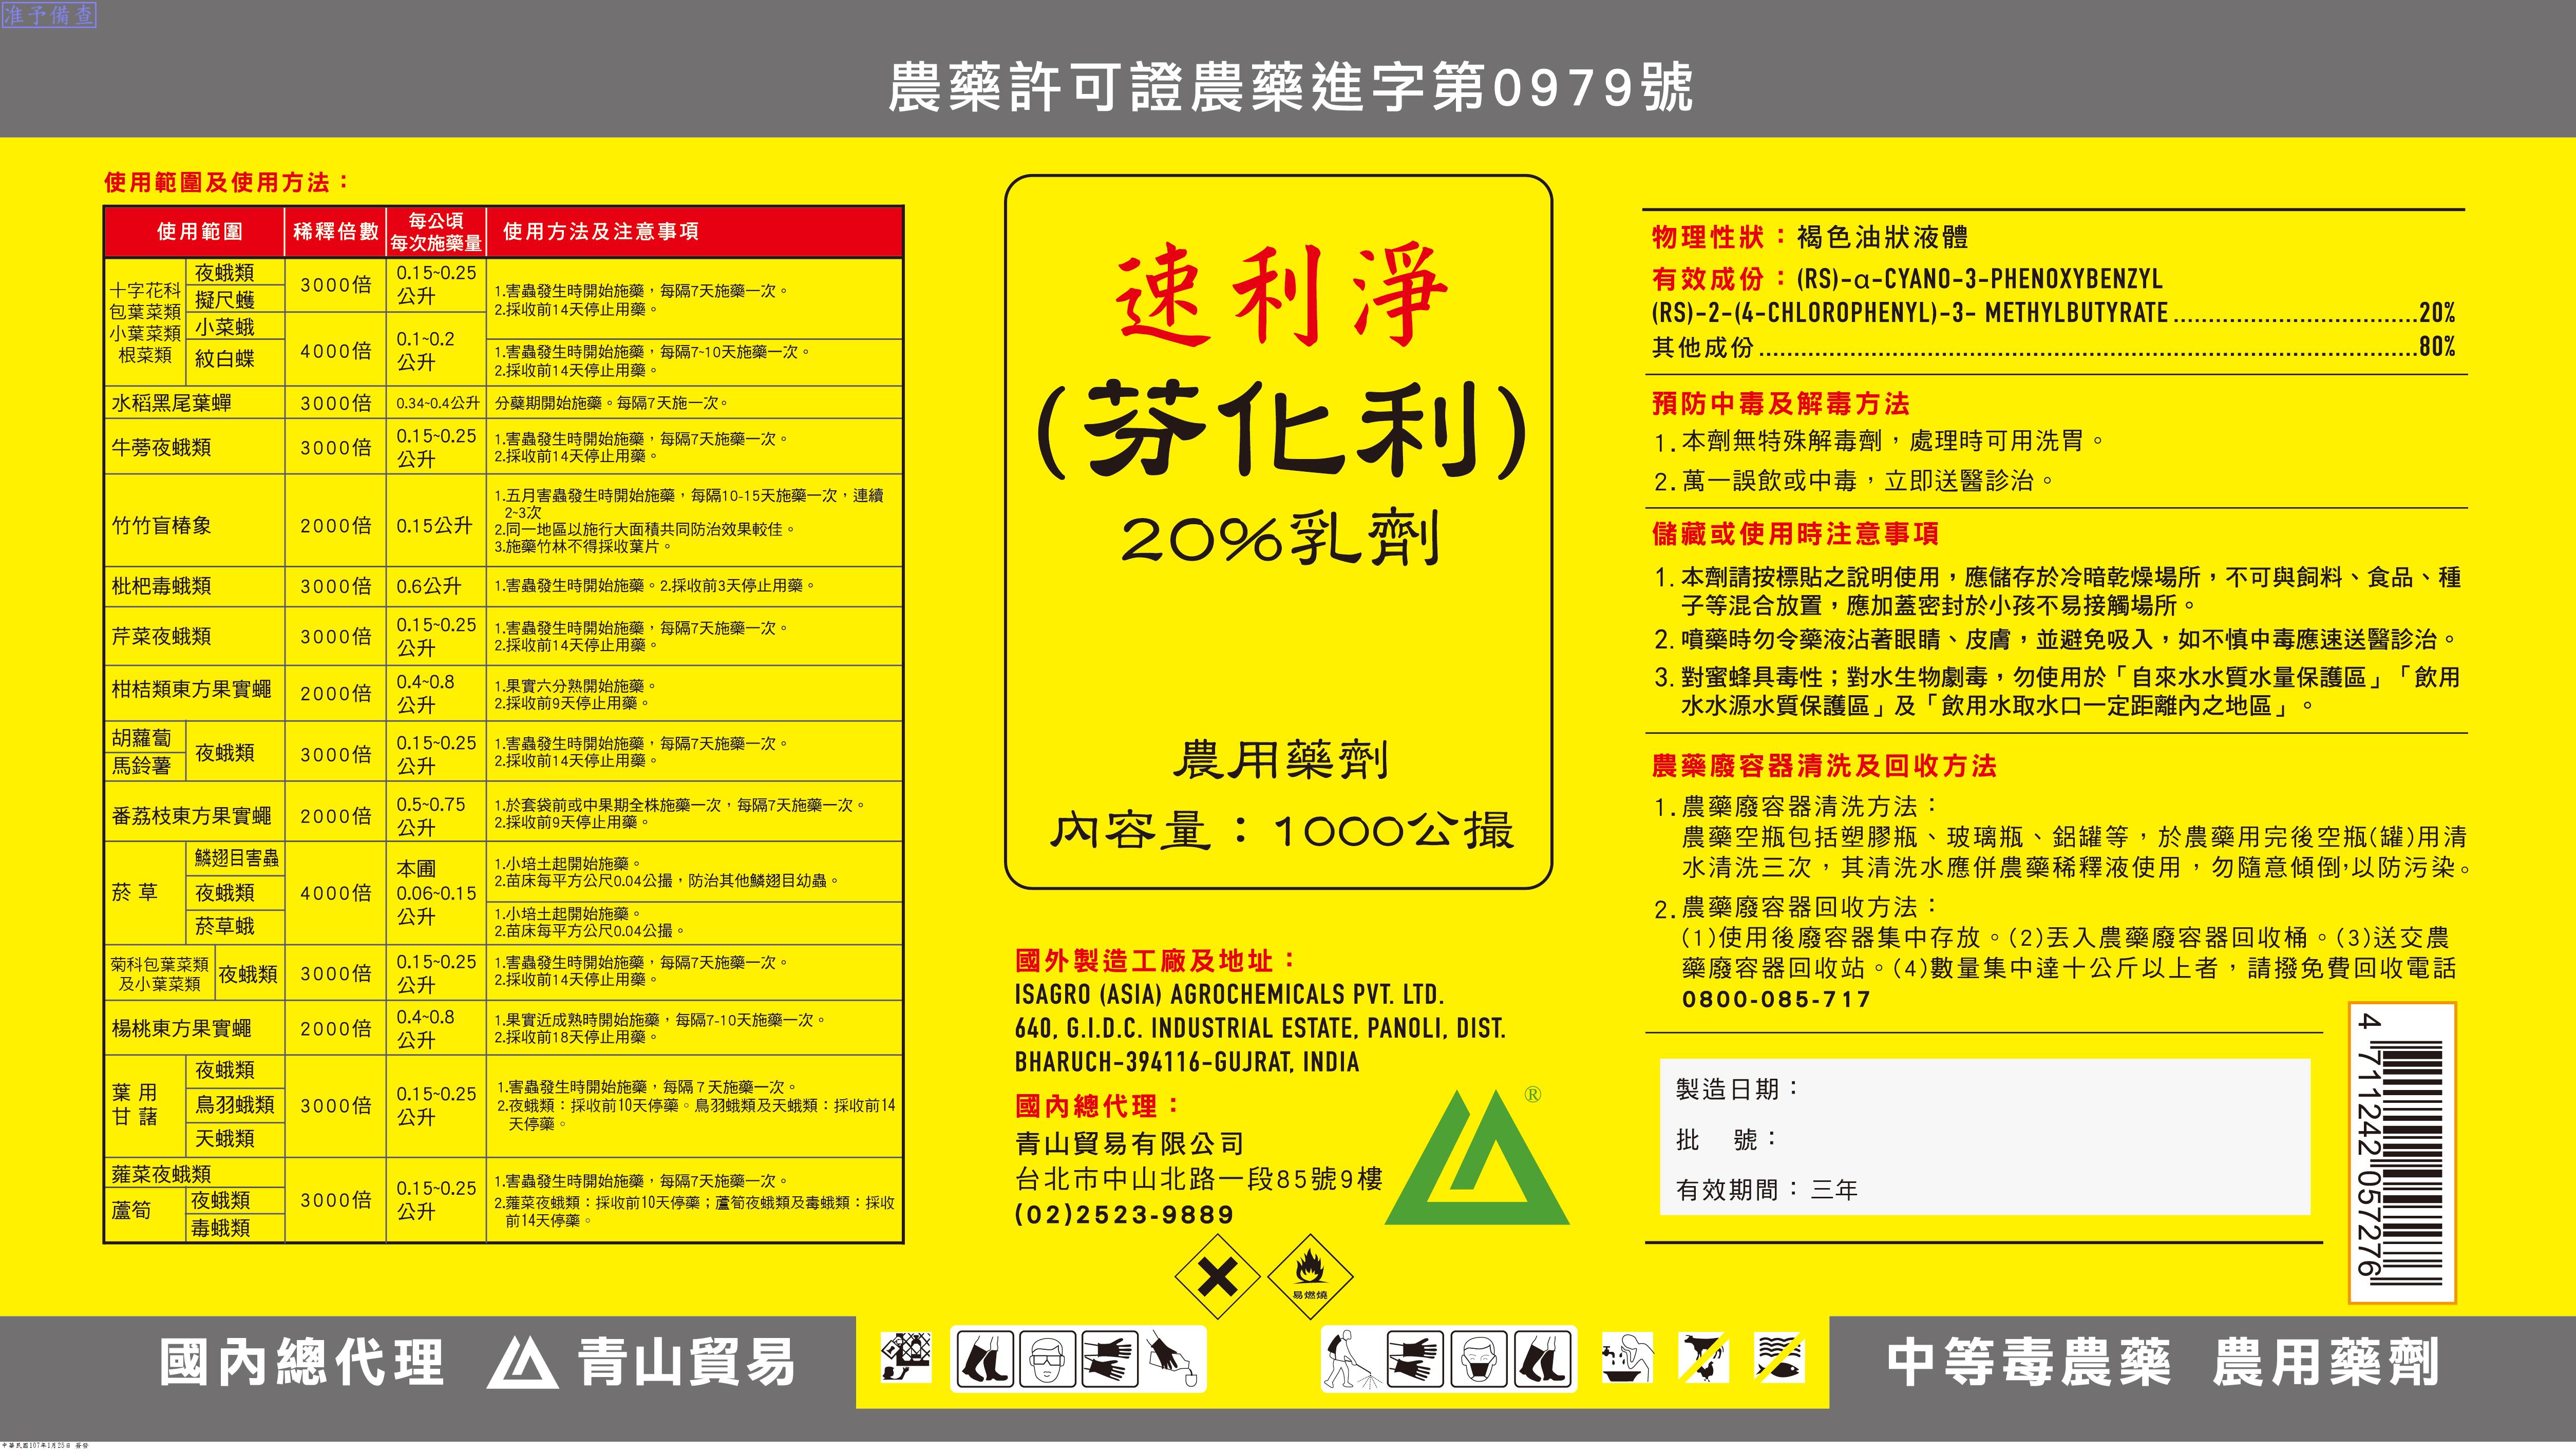 准予備查
農藥許可證農藥進字第0979號
使用範圍及使用方法：
使用範圍 稀釋倍數 每公頃每次施藥量 使用方法及注意事項
十字花科
包葉菜類
小葉菜類
根菜類
夜蛾類
擬尺蠖
小菜蛾
紋白蝶
3000倍
0.15~0.25
公升
4000倍
0.1~0.2
公升
1.害蟲發生時開始施藥，每隔7天施藥一次。
2.採收前14天停止用藥。
1.害蟲發生時開始施藥，每隔7~10天施藥一次。
2.採收前14天停止用藥。
水稻黑尾葉蟬 3000倍 0.34~0.4公升 分蘗期開始施藥。每隔7天施一次。
牛蒡夜蛾類 3000倍 0.15~0.25
公升
1.害蟲發生時開始施藥，每隔7天施藥一次。
2.採收前14天停止用藥。
竹竹盲椿象 2000倍 0.15公升
1.五月害蟲發生時開始施藥，每隔10-15天施藥一次，連續
2~3次
2.同一地區以施行大面積共同防治效果較佳。
3.施藥竹林不得採收葉片。
枇杷毒蛾類 3000倍 0.6公升 1.害蟲發生時開始施藥。2.採收前3天停止用藥。
芹菜夜蛾類 3000倍 0.15~0.25
公升
1.害蟲發生時開始施藥，每隔7天施藥一次。
2.採收前14天停止用藥。
柑桔類東方果實蠅 2000倍 0.4~0.8
公升
1.果實六分熟開始施藥。
2.採收前9天停止用藥。
胡蘿蔔
馬鈴薯
夜蛾類 3000倍 0.15~0.25
公升
1.害蟲發生時開始施藥，每隔7天施藥一次。
2.採收前14天停止用藥。
番荔枝東方果實蠅 2000倍 0.5~0.75
公升
1.於套袋前或中果期全株施藥一次，每隔7天施藥一次。
2.採收前9天停止用藥。
菸草
鱗翅目害蟲
夜蛾類
菸草蛾
4000倍
本圃
0.06~0.15
公升
1.小培土起開始施藥。
2.苗床每平方公尺0.04公撮，防治其他鱗翅目幼蟲。
1.小培土起開始施藥。
2.苗床每平方公尺0.04公撮。
菊科包葉菜類
及小葉菜類
夜蛾類 3000倍 0.15~0.25
公升
1.害蟲發生時開始施藥，每隔7天施藥一次。
2.採收前14天停止用藥。
楊桃東方果實蠅 2000倍 0.4~0.8
公升
1.果實近成熟時開始施藥，每隔7-10天施藥一次。
2.採收前18天停止用藥。
葉用
甘藷
夜蛾類
鳥羽蛾類
天蛾類
3000倍
0.15~0.25
公升
1.害蟲發生時開始施藥，每隔7天施藥一次。
2.夜蛾類：採收前10天停藥。鳥羽蛾類及天蛾類：採收前14
天停藥。
蕹菜夜蛾類
蘆筍
夜蛾類
毒蛾類
3000倍
0.15~0.25
公升
1.害蟲發生時開始施藥，每隔7天施藥一次。
2.蕹菜夜蛾類：採收前10天停藥；蘆筍夜蛾類及毒蛾類：採收
前14天停藥。
速利淨
(芬化利)
20%乳劑
農用藥劑
內容量：1000公撮
國外製造工廠及地址：
ISAGRO (ASIA) AGROCHEMICALS PVT. LTD.
640, G.I.D.C. INDUSTRIAL ESTATE, PANOLI, DIST.
BHARUCH-394116-GUJRAT, INDIA
國內總代理：
青山貿易有限公司
台北市中山北路一段85號9樓
(02)2523-9889
®
易燃燒
物理性狀：褐色油狀液體
有效成份：(RS)-α-CYANO-3-PHENOXYBENZYL
(RS)-2-(4-CHLOROPHENYL)-3- METHYLBUTYRATE...................................20%
其他成份...............................................................................................80%
預防中毒及解毒方法
1.本劑無特殊解毒劑，處理時可用洗胃。
2.萬一誤飲或中毒，立即送醫診治。
儲藏或使用時注意事項
1.本劑請按標貼之說明使用，應儲存於冷暗乾燥場所，不可與飼料、食品、種
子等混合放置，應加蓋密封於小孩不易接觸場所。
2.噴藥時勿令藥液沾著眼睛、皮膚，並避免吸入，如不慎中毒應速送醫診治。
3.對蜜蜂具毒性；對水生物劇毒，勿使用於「自來水水質水量保護區」「飲用
水水源水質保護區」及「飲用水取水口一定距離內之地區」。
農藥廢容器清洗及回收方法
1.農藥廢容器清洗方法：
農藥空瓶包括塑膠瓶、玻璃瓶、鋁罐等，於農藥用完後空瓶(罐)用清
水清洗三次，其清洗水應併農藥稀釋液使用，勿隨意傾倒，以防污染。
2.農藥廢容器回收方法：
(1)使用後廢容器集中存放。(2)丟入農藥廢容器回收桶。(3)送交農
藥廢容器回收站。(4)數量集中達十公斤以上者，請撥免費回收電話
0800-085-717
製造日期：
批　號：
有效期間：三年
4 711242 057276
國內總代理 青山貿易
中等毒農藥 農用藥劑
中華民國107年1月25日 簽發